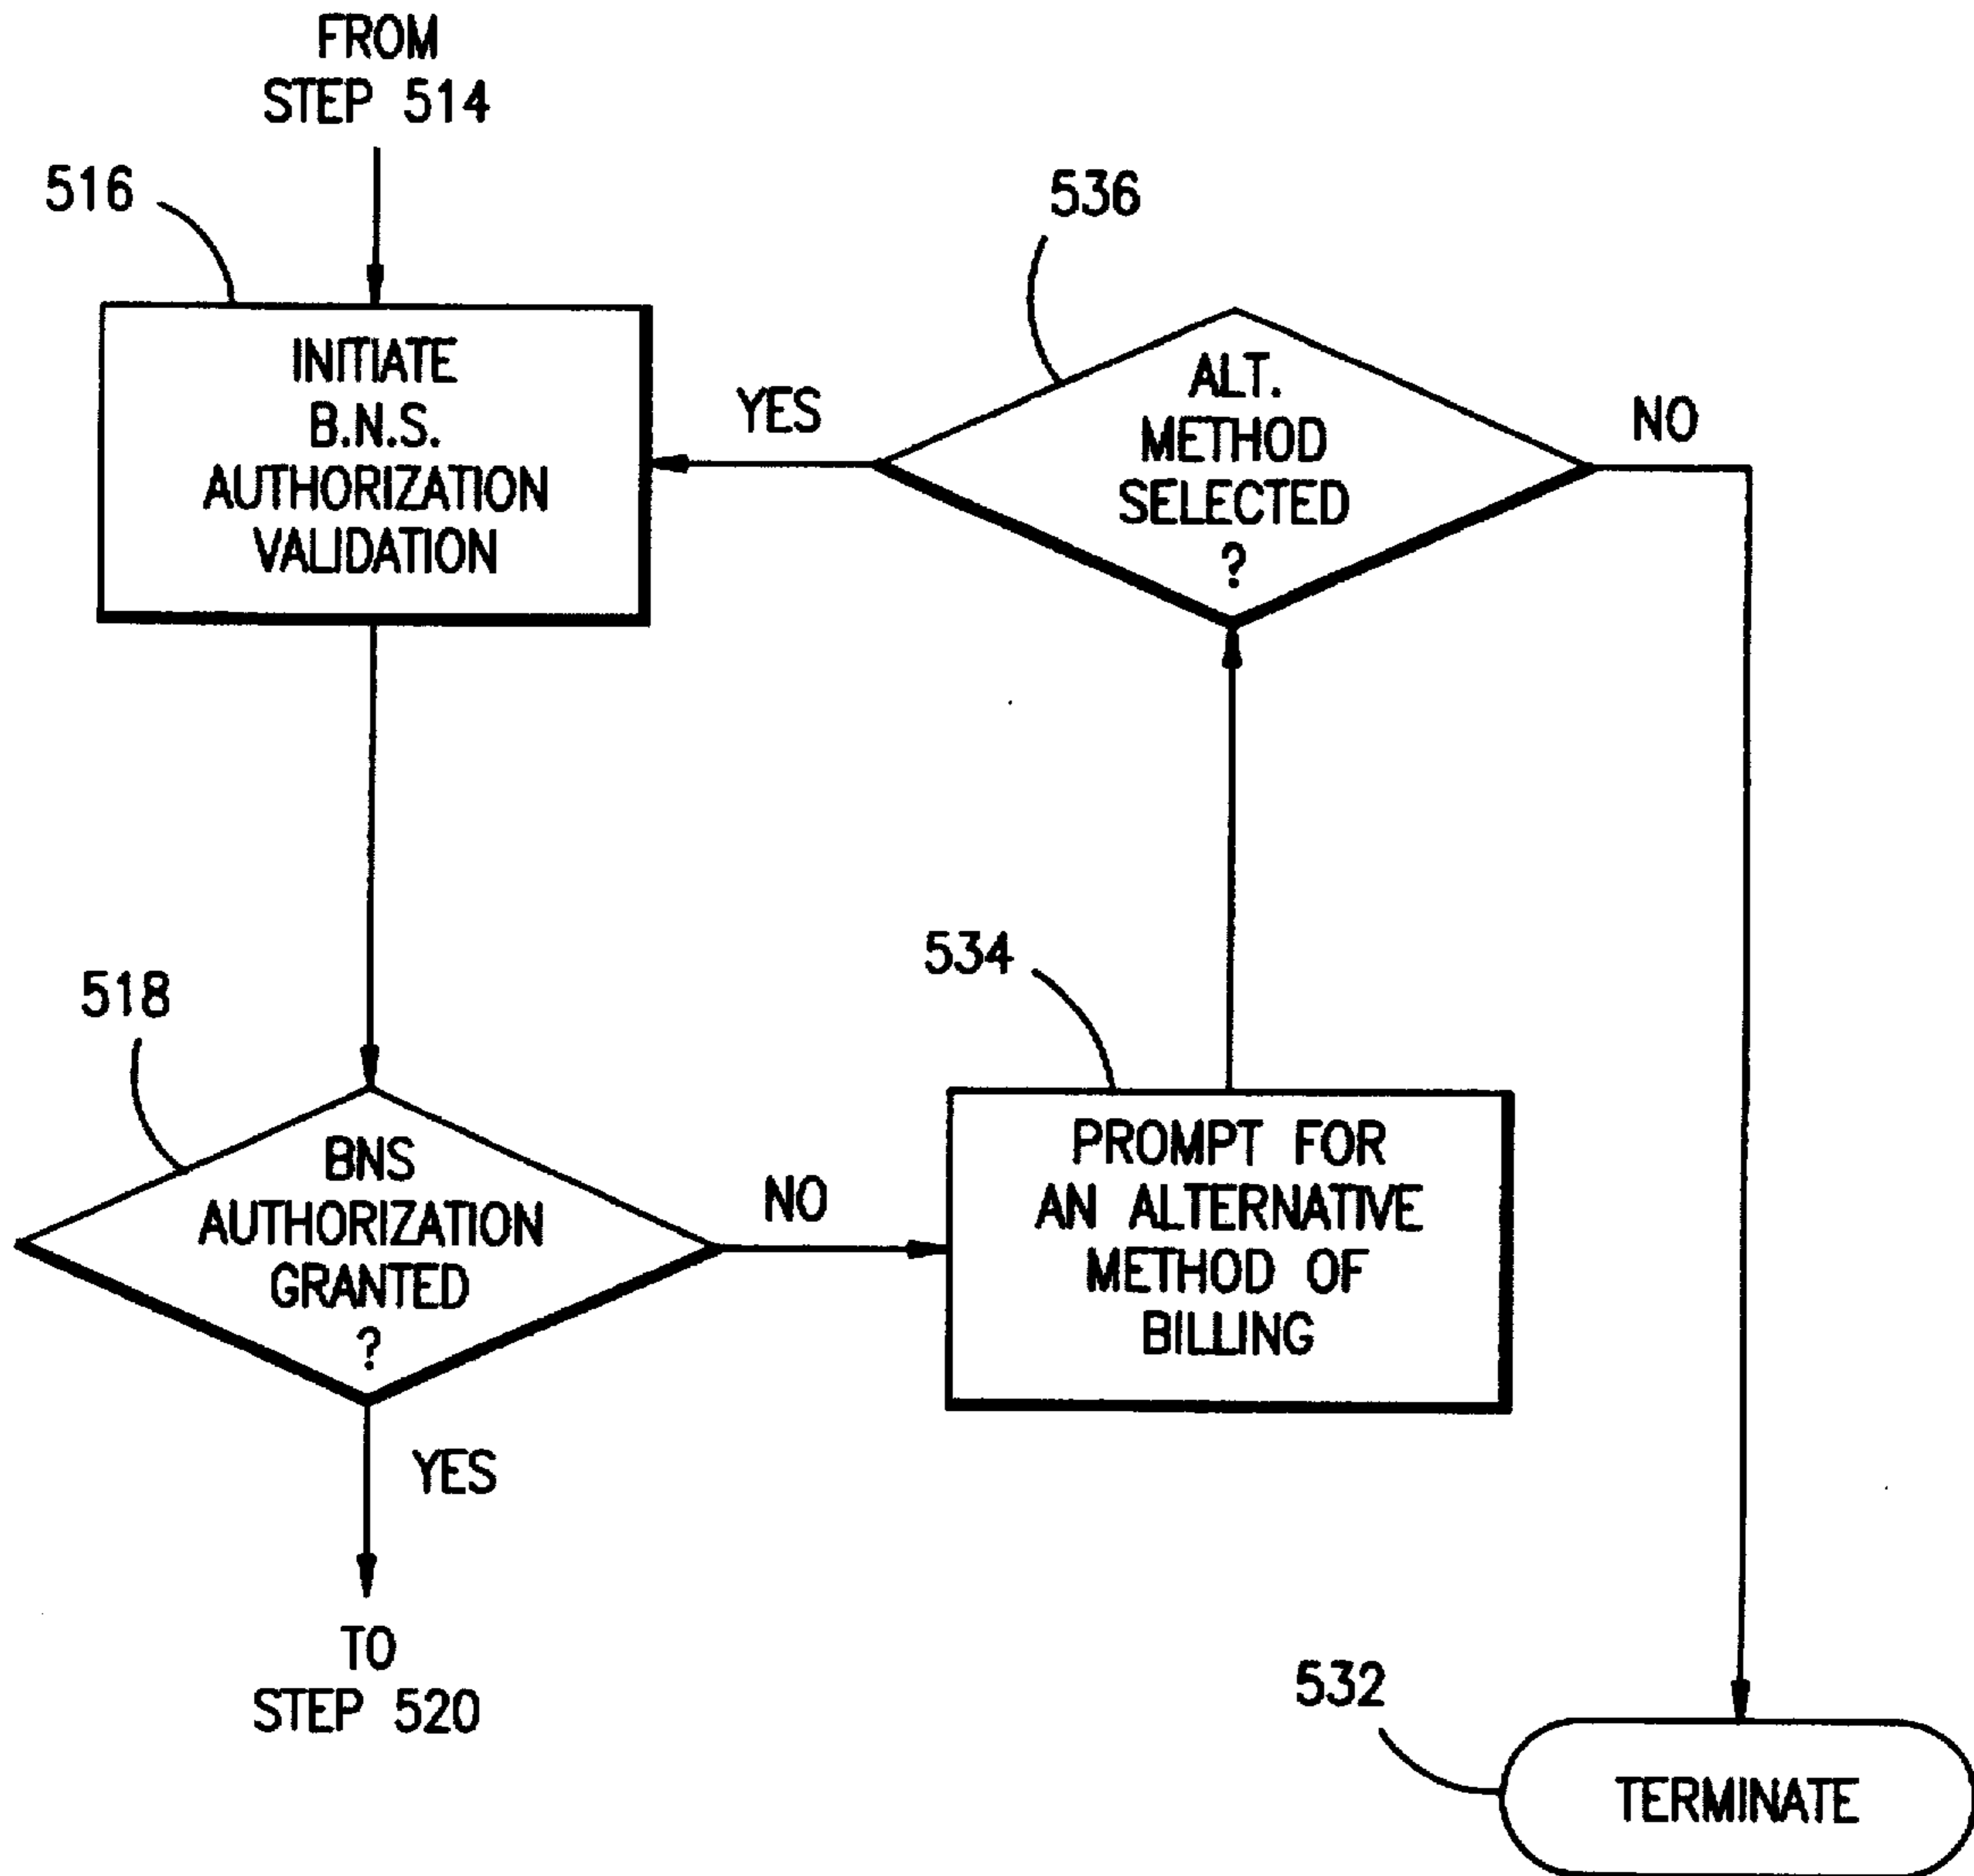 FROM
STEP 514
516
INITIATE
B.N.S.
AUTHORIZATION
VALIDATION
YES
536
ALT.
METHOD
SELECTED
?
NO
518
BNS
AUTHORIZATION
GRANTED
?
NO
534
PROMPT FOR
AN ALTERNATIVE
METHOD OF
BILLING
YES
TO
STEP 520
532
TERMINATE